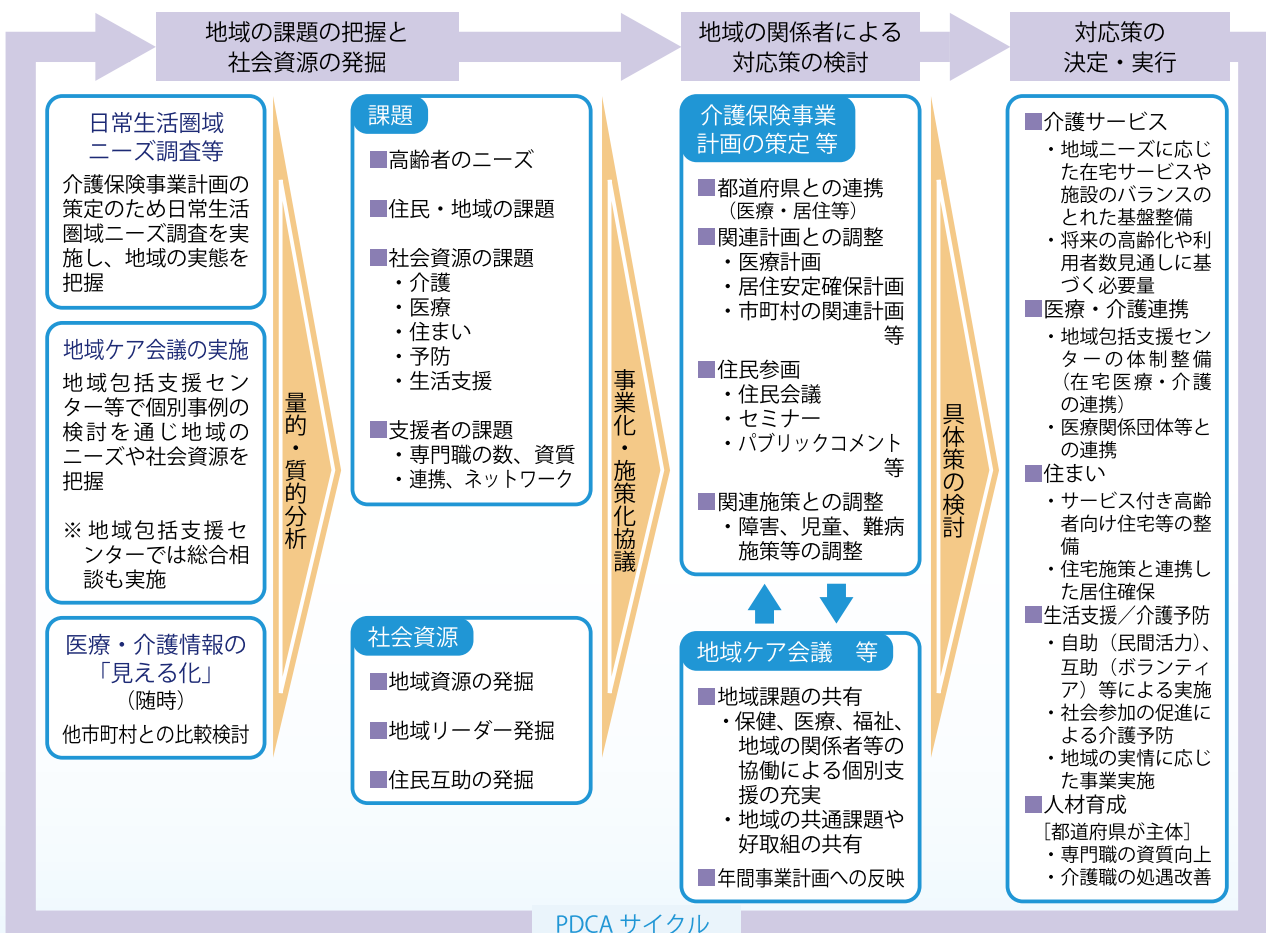 地域の課題の把握と
社会資源の発掘
地域の関係者による
対応策の検討
対応策の
決定・実行
日常生活圏域
ニーズ調査等
介護保険事業計画の
策定のため日常生活
圏域ニーズ調査を実
施し、地域の実態を
把握
地域ケア会議の実施
地域包括支援セン
ター等で個別事例の
検討を通じ地域の
ニーズや社会資源を
把握
※ 地域包括支援セ
ンターでは総合相
談も実施
医療・介護情報の
「見える化」
（随時）
他市町村との比較検討
量的・質的分析
課題
■高齢者のニーズ
■住民・地域の課題
■社会資源の課題
・介護
・医療
・住まい
・予防
・生活支援
■支援者の課題
・専門職の数、資質
・連携、ネットワーク
社会資源
■地域資源の発掘
■地域リーダー発掘
■住民互助の発掘
事業化・施策化協議
介護保険事業
計画の策定 等
■都道府県との連携
（医療・居住等）
■関連計画との調整
・医療計画
・居住安定確保計画
・市町村の関連計画
等
■住民参画
・住民会議
・セミナー
・パブリックコメント
等
■関連施策との調整
・障害、児童、難病
施策等の調整
地域ケア会議　等
■地域課題の共有
・保健、医療、福祉、
地域の関係者等の
協働による個別支
援の充実
・地域の共通課題や
好取組の共有
■年間事業計画への反映
具体策の検討
■介護サービス
・地域ニーズに応じ
た在宅サービスや
施設のバランスの
とれた基盤整備
・将来の高齢化や利
用者数見通しに基
づく必要量
■医療・介護連携
・地域包括支援セン
ターの体制整備
（在宅医療・介護
の連携）
・医療関係団体等と
の連携
■住まい
・サービス付き高齢
者向け住宅等の整
備
・住宅施策と連携し
た居住確保
■生活支援／介護予防
・自助（民間活力）、
互助（ボランティ
ア）等による実施
・社会参加の促進に
よる介護予防
・地域の実情に応じ
た事業実施
■人材育成
［都道府県が主体］
・専門職の資質向上
・介護職の処遇改善
PDCA サイクル